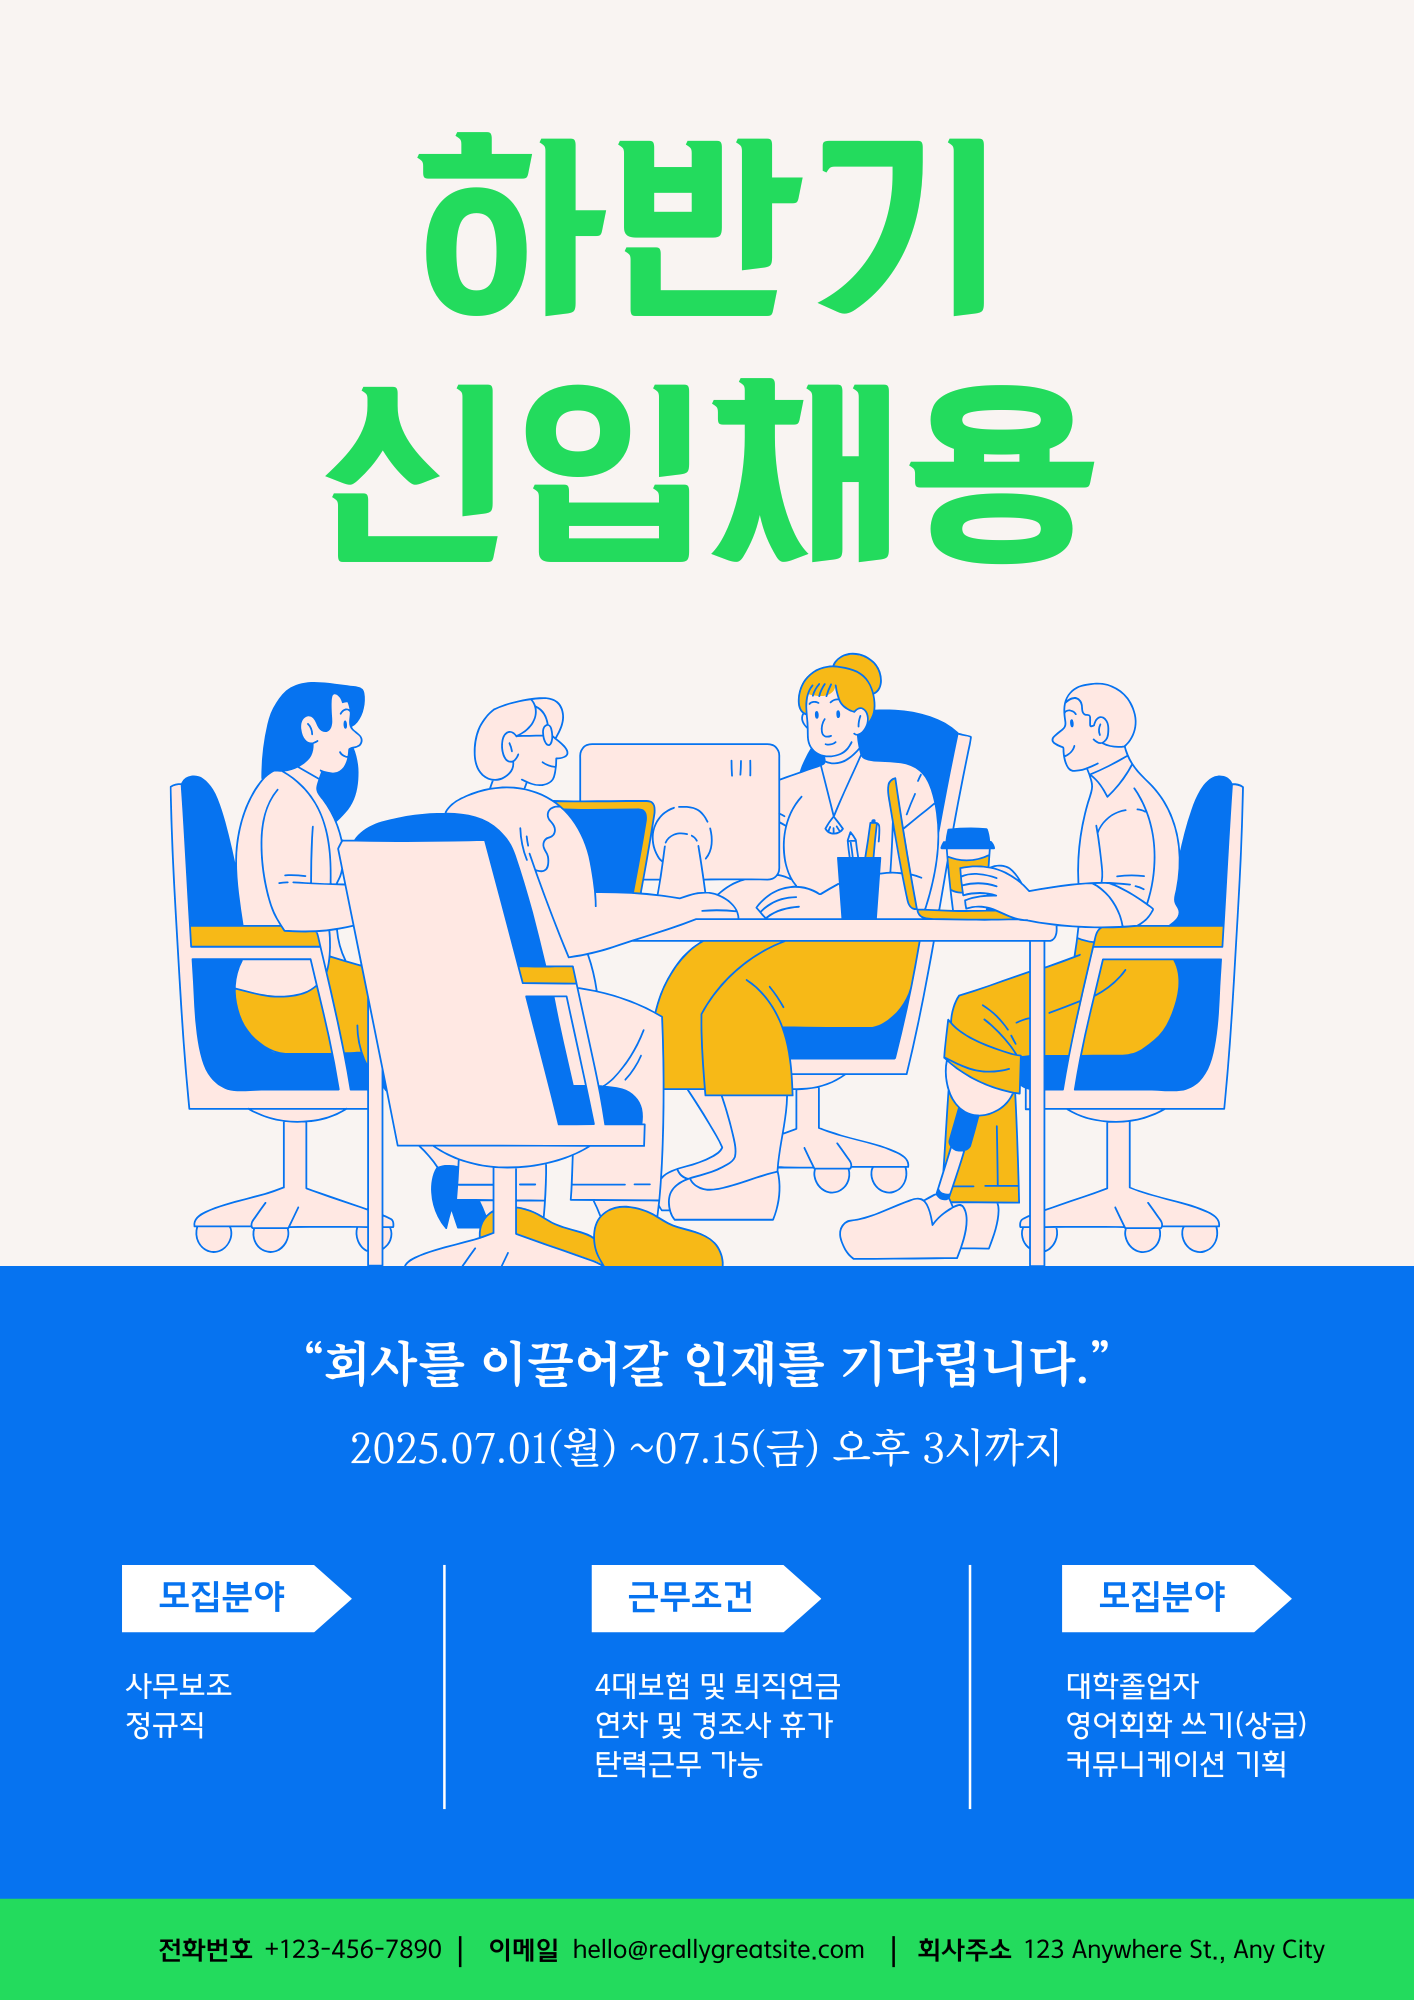 하반기
신입채용
“회사를 이끌어갈 인재를 기다립니다.”
2025.07.01(월) ~07.15(금) 오후 3시까지
모집분야
사무보조
정규직
근무조건
4대보험 및 퇴직연금
연차 및 경조사 휴가
탄력근무 가능
모집분야
대학졸업자
영어회화 쓰기(상급)
커뮤니케이션 기획
전화번호 +123-456-7890 | 이메일 hello@reallygreatsite.com | 회사주소 123 Anywhere St., Any City